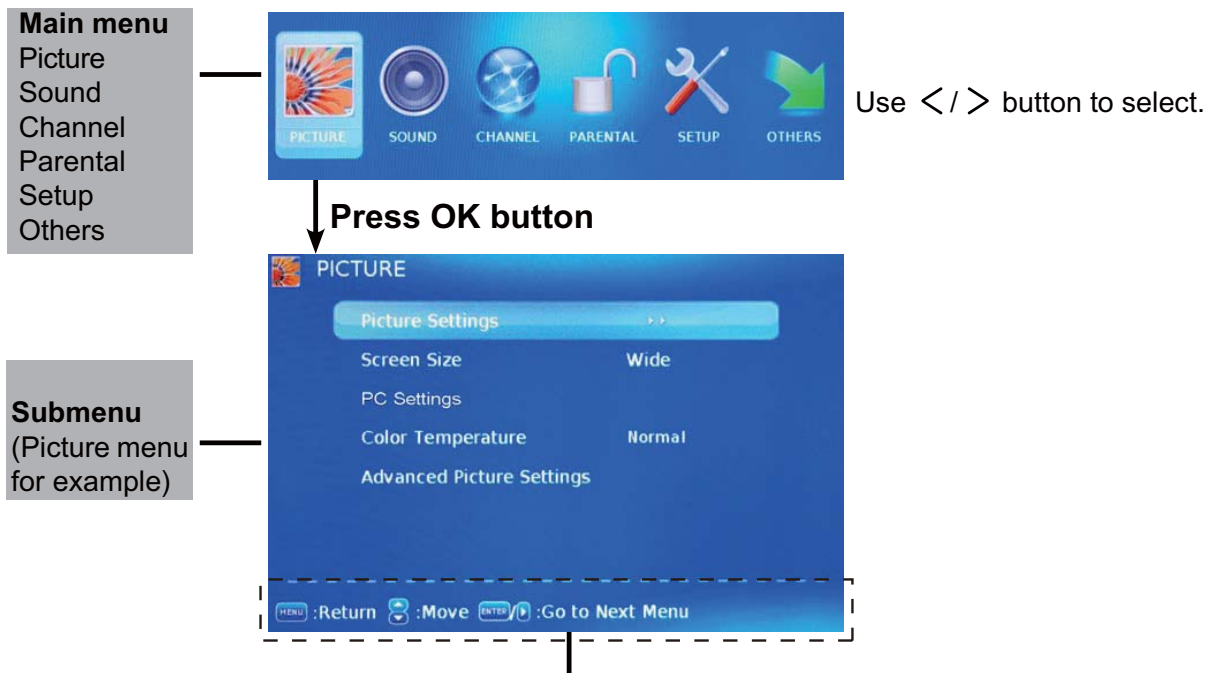 Main menu
Picture
Sound
Channel
Parental
Setup
Others
PICTURE SOUND CHANNEL PARENTAL SETUP OTHERS
Use < / > button to select.
Press OK button
PICTURE
Picture Settings
Screen Size Wide
PC Settings
Color Temperature Normal
Advanced Picture Settings
Submenu
(Picture menu
for example)
MENU :Return :Move ENTER/ :Go to Next Menu